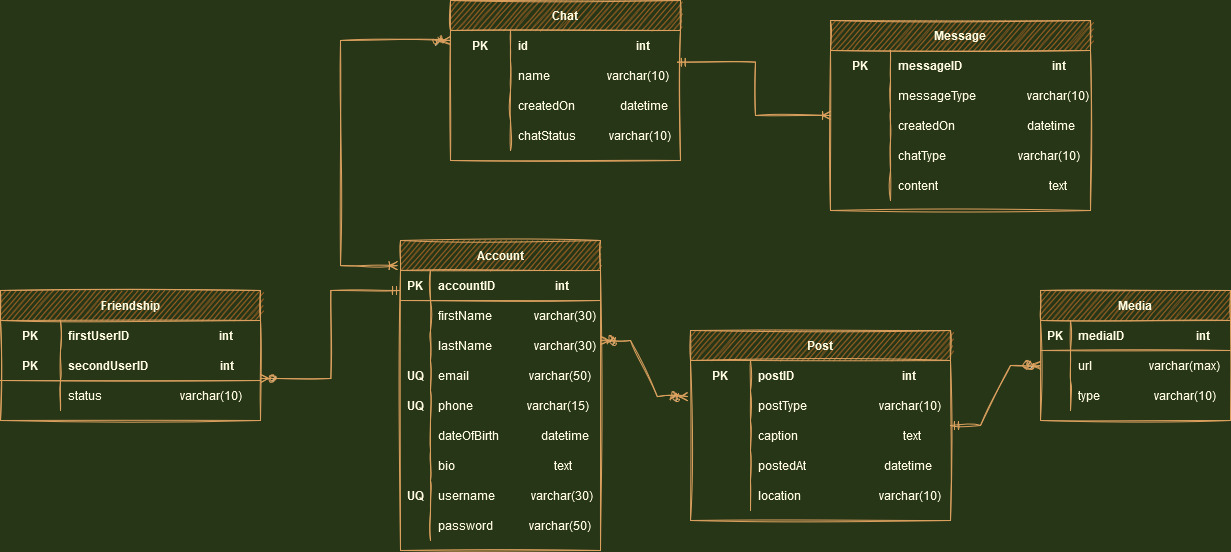 Chat
PK id int
name varchar(10)
createdOn datetime
chatStatus varchar(10)
Message
PK messageID int
messageType varchar(10)
createdOn datetime
chatType varchar(10)
content text
Account
PK accountID int
firstName varchar(30)
lastName varchar(30)
UQ email varchar(50)
UQ phone varchar(15)
dateOfBirth datetime
bio text
UQ username varchar(30)
password varchar(50)
Friendship
PK firstUserID int
PK secondUserID int
status varchar(10)
Post
PK postID int
postType varchar(10)
caption text
postedAt datetime
location varchar(10)
Media
PK mediaID int
url varchar(max)
type varchar(10)